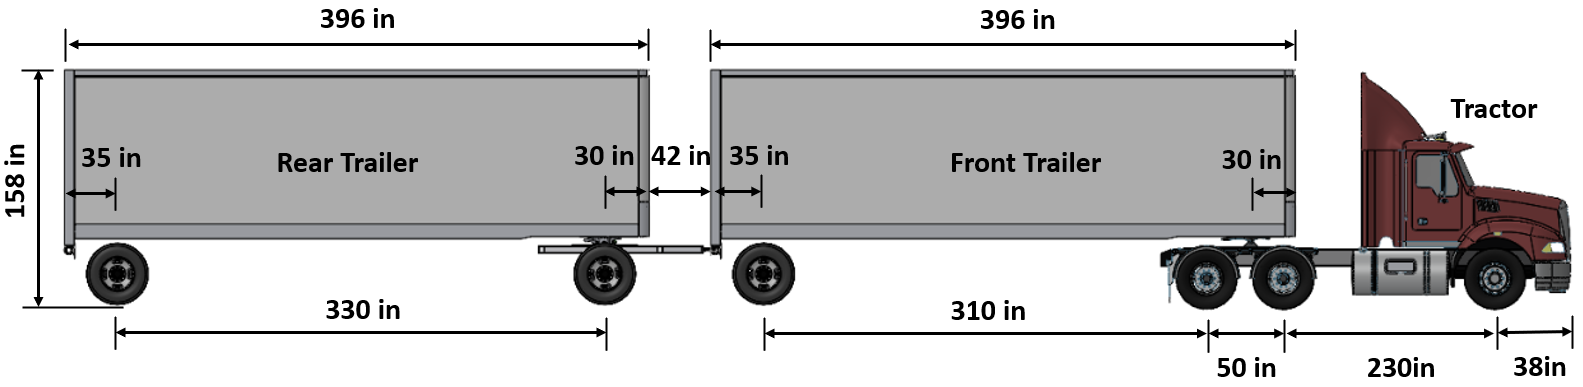 396 in
396 in
Tractor
158 in
35 in
Rear Trailer
30 in
42 in
35 in
Front Trailer
30 in
330 in
310 in
50 in
230in
38in